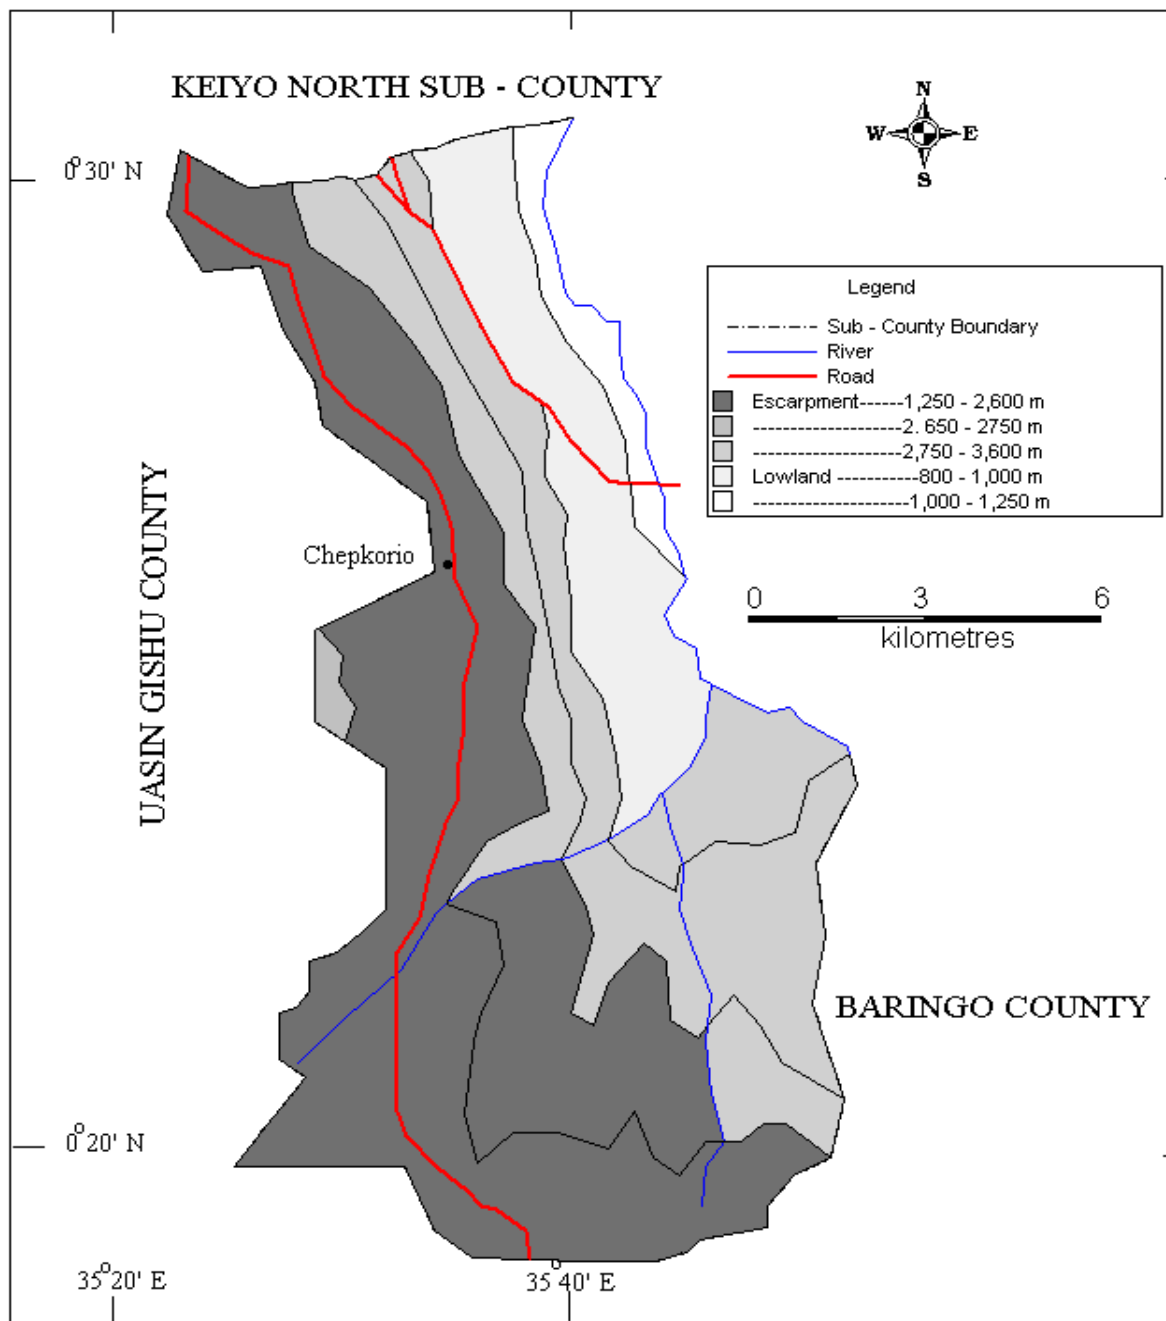 KEIYO NORTH SUB - COUNTY
N
W E
S
0° 30' N
Legend
Sub - County Boundary
River
Road
Escarpment------1,250 - 2,600 m
--------------------2. 650 - 2750 m
--------------------2,750 - 3,600 m
Lowland -----------800 - 1,000 m
---------------------1,000 - 1,250 m
UASIN GISHU COUNTY
Chepkorio
0 3 6
kilometres
BARINGO COUNTY
0° 20' N
35° 20' E
35° 40' E